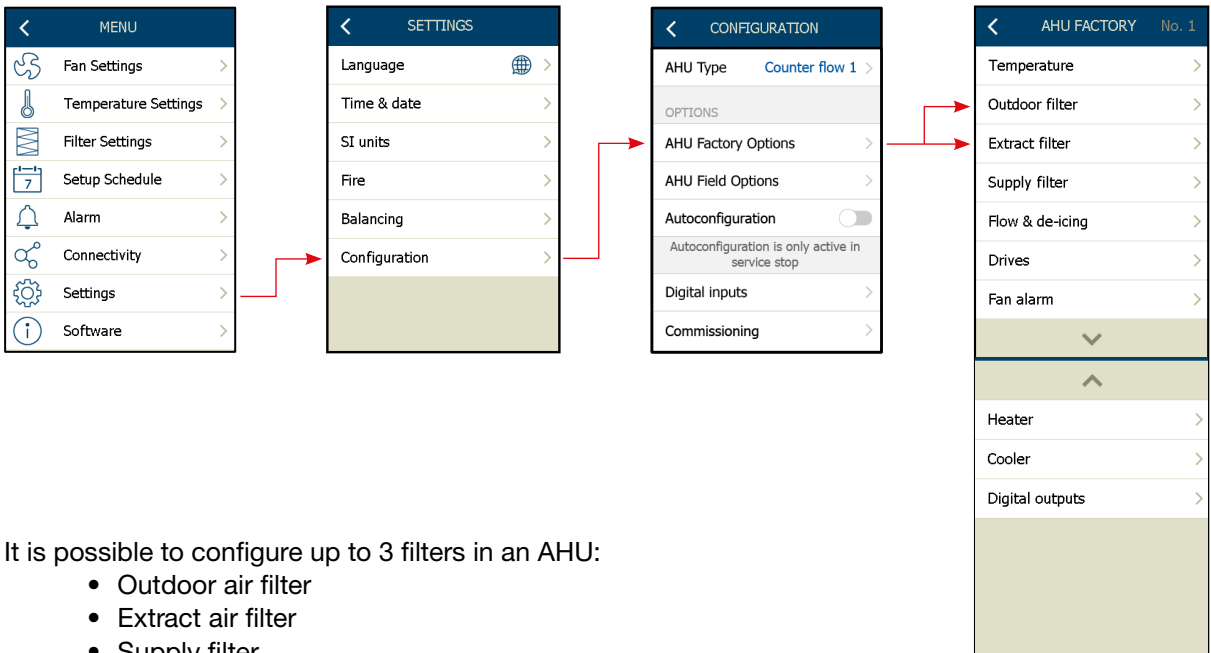 MENU
Fan Settings
Temperature Settings
Filter Settings
7 Setup Schedule
Alarm
Connectivity
Settings
i Software
SETTINGS
Language
Time & date
SI units
Fire
Balancing
Configuration
CONFIGURATION
AHU Type Counter flow 1
OPTIONS
AHU Factory Options
AHU Field Options
Autoconfiguration
Autoconfiguration is only active in
service stop
Digital inputs
Commissioning
AHU FACTORY No. 1
Temperature
Outdoor filter
Extract filter
Supply filter
Flow & de-icing
Drives
Fan alarm
Heater
Cooler
Digital outputs
It is possible to configure up to 3 filters in an AHU:
• Outdoor air filter
• Extract air filter
• Supply filter